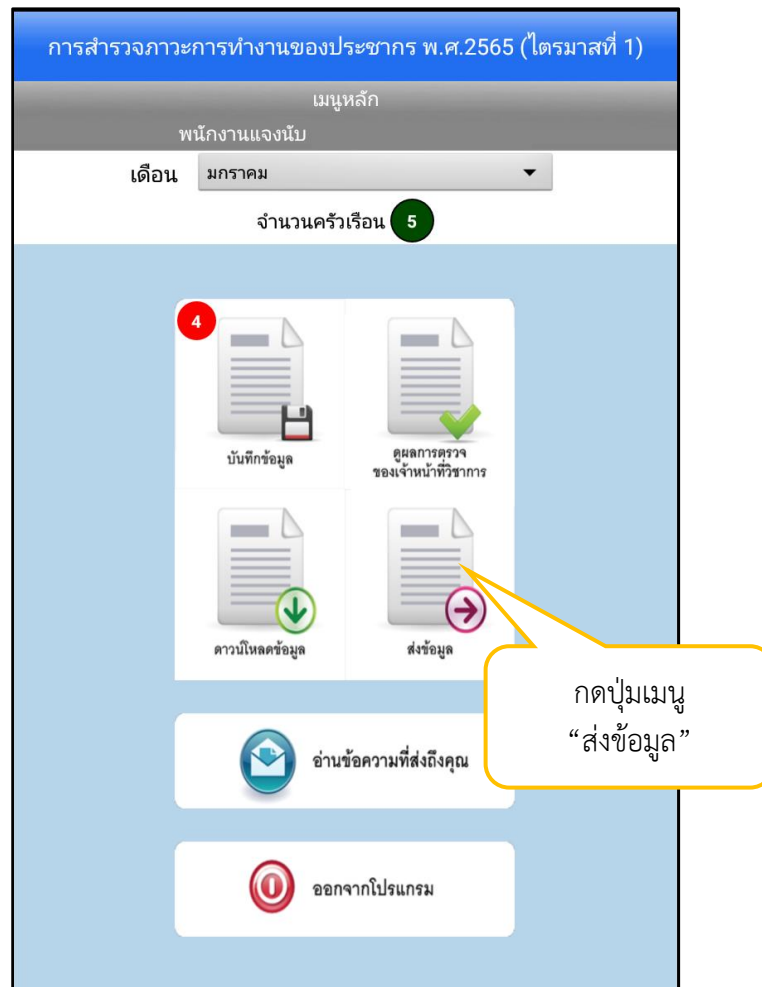 การสำรวจภาวะการทำงานของประชากร พ.ศ.2565 (ไตรมาสที่ 1)
เมนูหลัก
พนักงานแจงนับ
เดือน มกราคม
จำนวนครัวเรือน 5
4
บันทึกข้อมูล
ดูผลการตรวจ
ของเจ้าหน้าที่วิชาการ
ดาวน์โหลดข้อมูล
ส่งข้อมูล
กดปุ่มเมนู
“ส่งข้อมูล”
อ่านข้อความที่ส่งถึงคุณ
ออกจากโปรแกรม